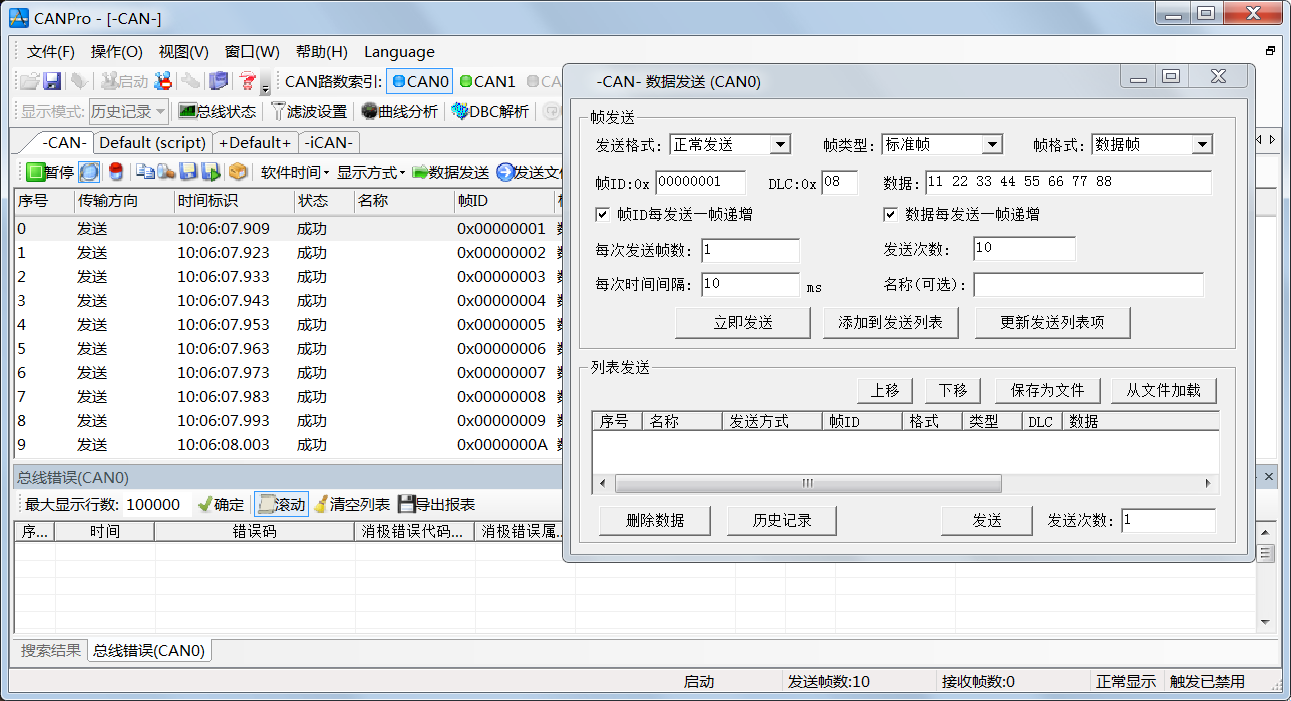 CANPro - [-CAN-]
文件(F) 操作(O) 视图(V) 窗口(W) 帮助(H) Language
启动 CAN路数索引: CAN0 CAN1 CA
显示模式: 历史记录 总线状态 滤波设置 曲线分析 DBC解析
-CAN- Default (script) +Default+ -iCAN-
暂停 软件时间 显示方式 数据发送 发送文
序号 传输方向 时间标识 状态 名称 帧ID
0 发送 10:06:07.909 成功 0x00000001
1 发送 10:06:07.923 成功 0x00000002
2 发送 10:06:07.933 成功 0x00000003
3 发送 10:06:07.943 成功 0x00000004
4 发送 10:06:07.953 成功 0x00000005
5 发送 10:06:07.963 成功 0x00000006
6 发送 10:06:07.973 成功 0x00000007
7 发送 10:06:07.983 成功 0x00000008
8 发送 10:06:07.993 成功 0x00000009
9 发送 10:06:08.003 成功 0x0000000A
总线错误(CAN0)
最大显示行数: 100000 确定 滚动 清空列表 导出报表
序... 时间 错误码 消极错误代码... 消极错误属...
搜索结果 总线错误(CAN0)
启动 发送帧数:10 接收帧数:0 正常显示 触发已禁用
-CAN- 数据发送 (CAN0)
帧发送
发送格式: 正常发送 帧类型: 标准帧 帧格式: 数据帧
帧ID:0x 00000001 DLC:0x 08 数据: 11 22 33 44 55 66 77 88
帧ID每发送一帧递增 数据每发送一帧递增
每次发送帧数: 1 发送次数: 10
每次时间间隔: 10 ms 名称(可选):
立即发送 添加到发送列表 更新发送列表项
列表发送
上移 下移 保存为文件 从文件加载
序号 名称 发送方式 帧ID 格式 类型 DLC 数据
删除数据 历史记录 发送 发送次数: 1